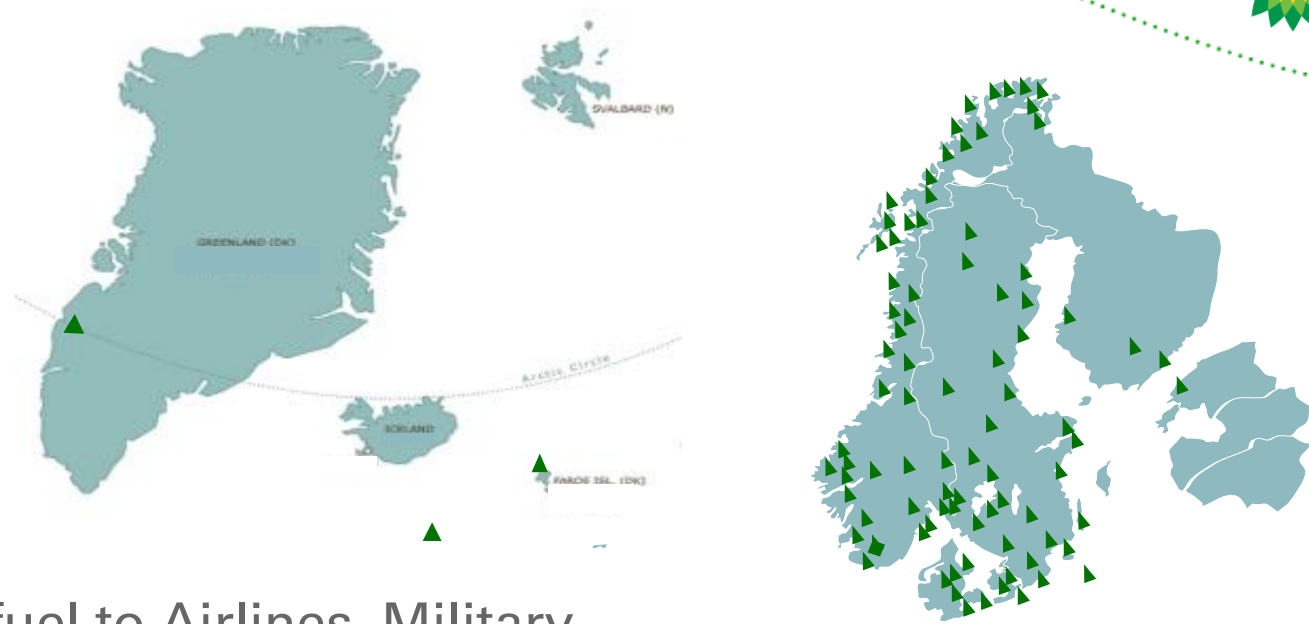 SVALBARD (N)
GREENLAND (DK)
Arctic Circle
ICELAND
FAROE ISL. (DK)
fuel to Airlines, Military